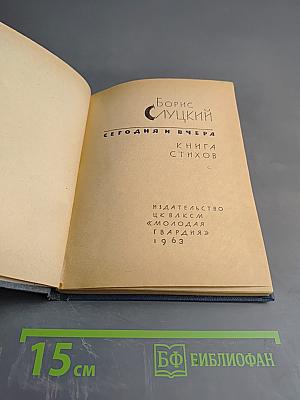 Борис
Слуцкий
СЕГОДНЯ И ВЧЕРА
КНИГА
СТИХОВ
ИЗДАТЕЛЬСТВО
ЦК ВЛКСМ
«МОЛОДАЯ
ГВАРДИЯ»
1963
15 см
БФ БИБЛИОФАН